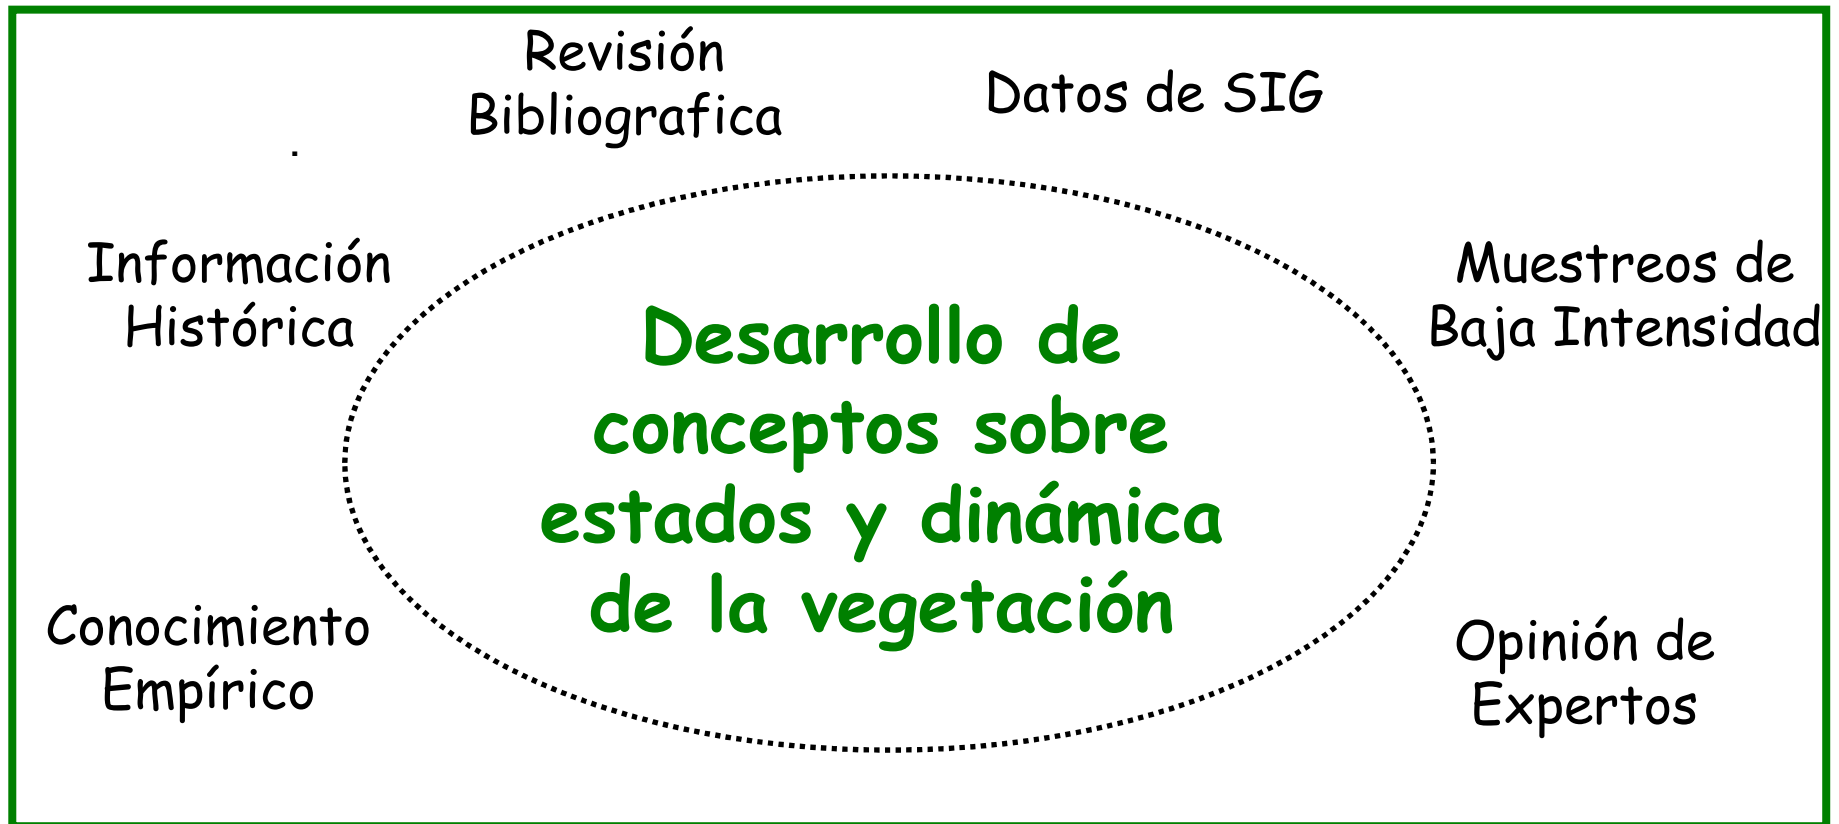 Revisión
Bibliografica
Datos de SIG
.
Información
Histórica
Muestreos de
Baja Intensidad
Desarrollo de
conceptos sobre
estados y dinámica
de la vegetación
Conocimiento
Empírico
Opinión de
Expertos